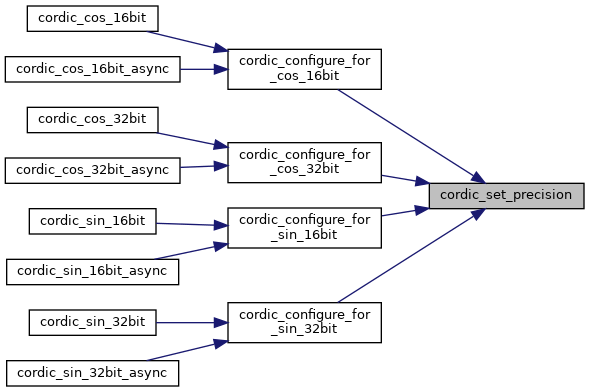 cordic_cos_16bit
cordic_cos_16bit_async
cordic_configure_for
_cos_16bit
cordic_cos_32bit
cordic_cos_32bit_async
cordic_configure_for
_cos_32bit
cordic_set_precision
cordic_sin_16bit
cordic_sin_16bit_async
cordic_configure_for
_sin_16bit
cordic_sin_32bit
cordic_sin_32bit_async
cordic_configure_for
_sin_32bit